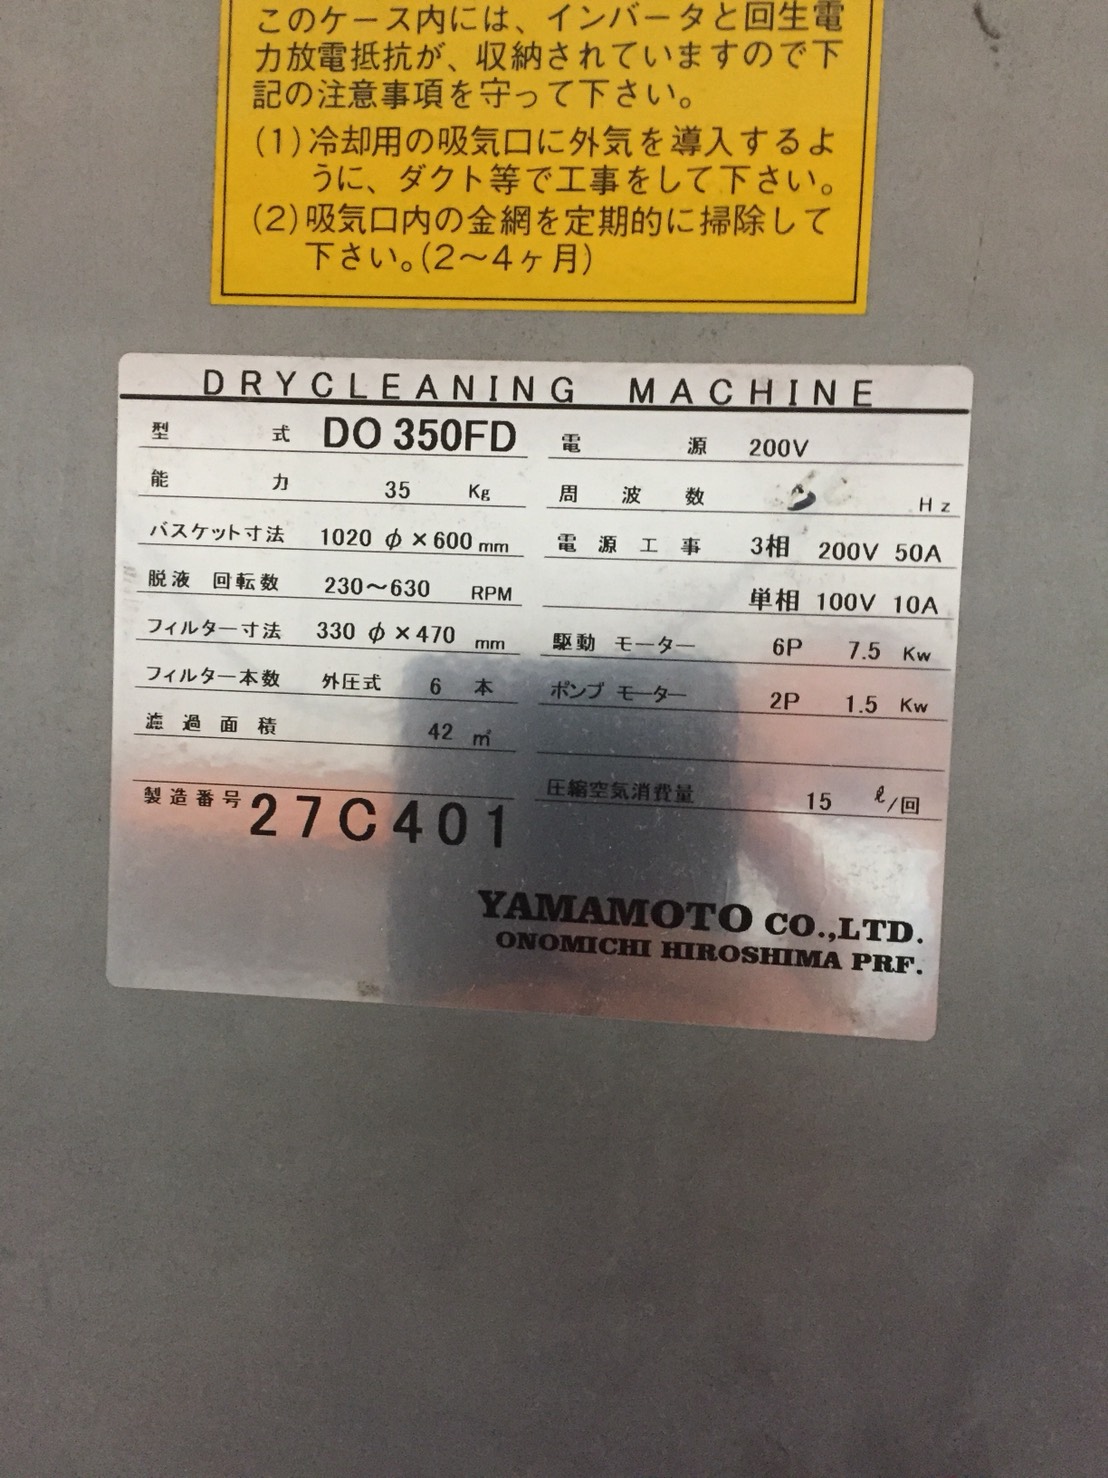 このケース内には、インバータと回生電
力放電抵抗が、収納されていますので下
記の注意事項を守って下さい。
(1)冷却用の吸気口に外気を導入するよ
うに、ダクト等で工事をして下さい。
(2)吸気口内の金網を定期的に掃除して
下さい。(2〜4ヶ月)
DRYCLEANING MACHINE
型式 DO 350FD
能力 35 Kg
バスケット寸法 1020 φ×600 mm
脱液 回転数 230〜630 RPM
フィルター寸法 330 φ×470 mm
フィルター本数 外圧式 6 本
濾過面積 42 ㎡
製造番号 27C401
電源 200V
周波数 Hz
電源工事 3相 200V 50A
単相 100V 10A
駆動 モーター 6P 7.5 Kw
ポンプ モーター 2P 1.5 Kw
圧縮空気消費量 15 ℓ/回
YAMAMOTO CO.,LTD.
ONOMICHI HIROSHIMA PRF.